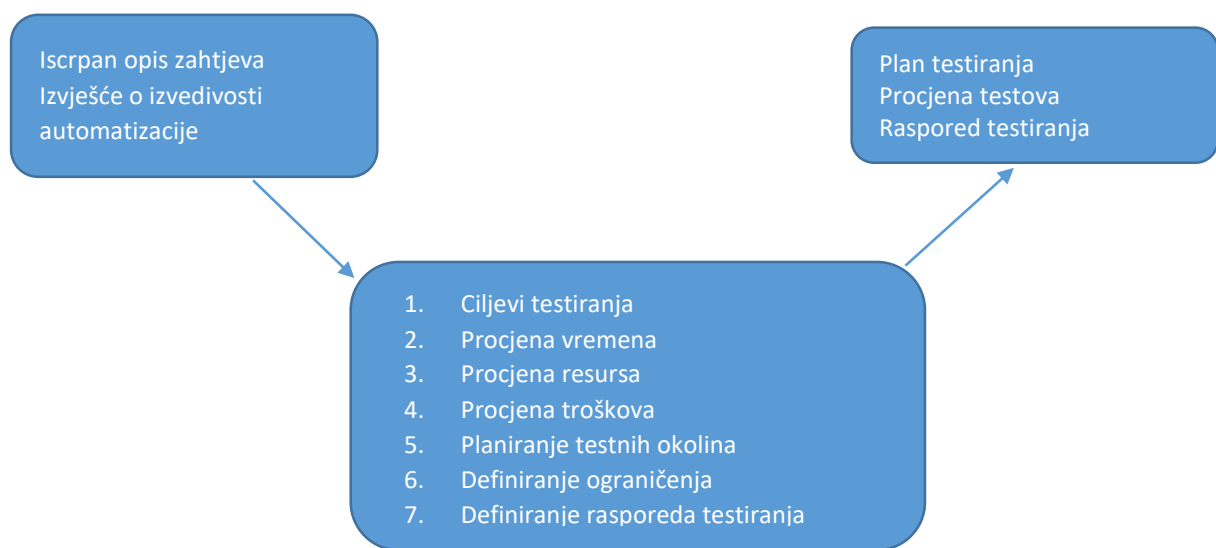 Iscrpan opis zahtjeva
Izvješće o izvedivosti
automatizacije
Plan testiranja
Procjena testova
Raspored testiranja
1. Ciljevi testiranja
2. Procjena vremena
3. Procjena resursa
4. Procjena troškova
5. Planiranje testnih okolina
6. Definiranje ograničenja
7. Definiranje rasporeda testiranja